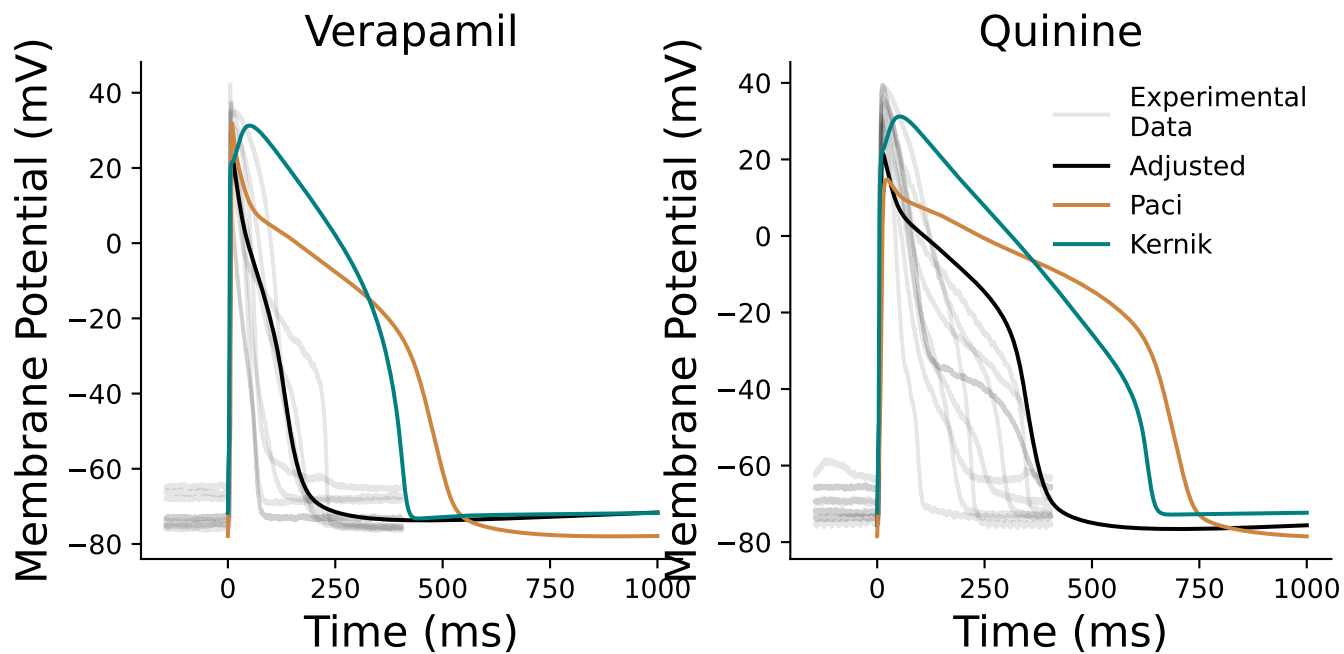 Verapamil
Membrane Potential (mV)
40
20
0
−20
−40
−60
−80
0
250
500
750
1000
Time (ms)
Quinine
Membrane Potential (mV)
40
20
0
−20
−40
−60
−80
0
250
500
750
1000
Time (ms)
Experimental
Data
Adjusted
Paci
Kernik